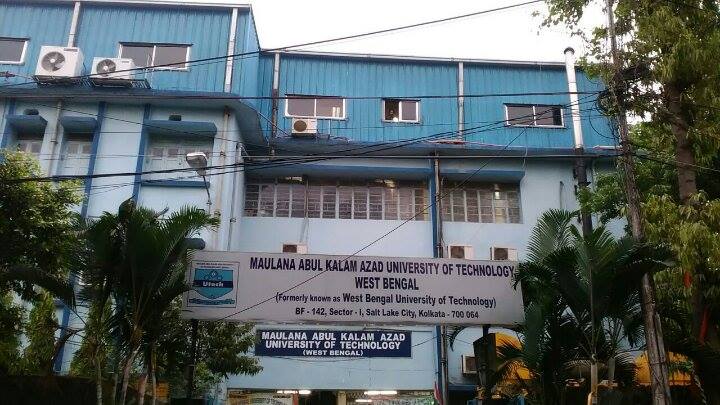 MAULANA ABUL KALAM AZAD UNIVERSITY OF TECHNOLOGY
WEST BENGAL
(Formerly known as West Bengal University of Technology)
BF - 142, Sector - I, Salt Lake City, Kolkata - 700 064
Utech
MAULANA ABUL KALAM AZAD
UNIVERSITY OF TECHNOLOGY
(WEST BENGAL)